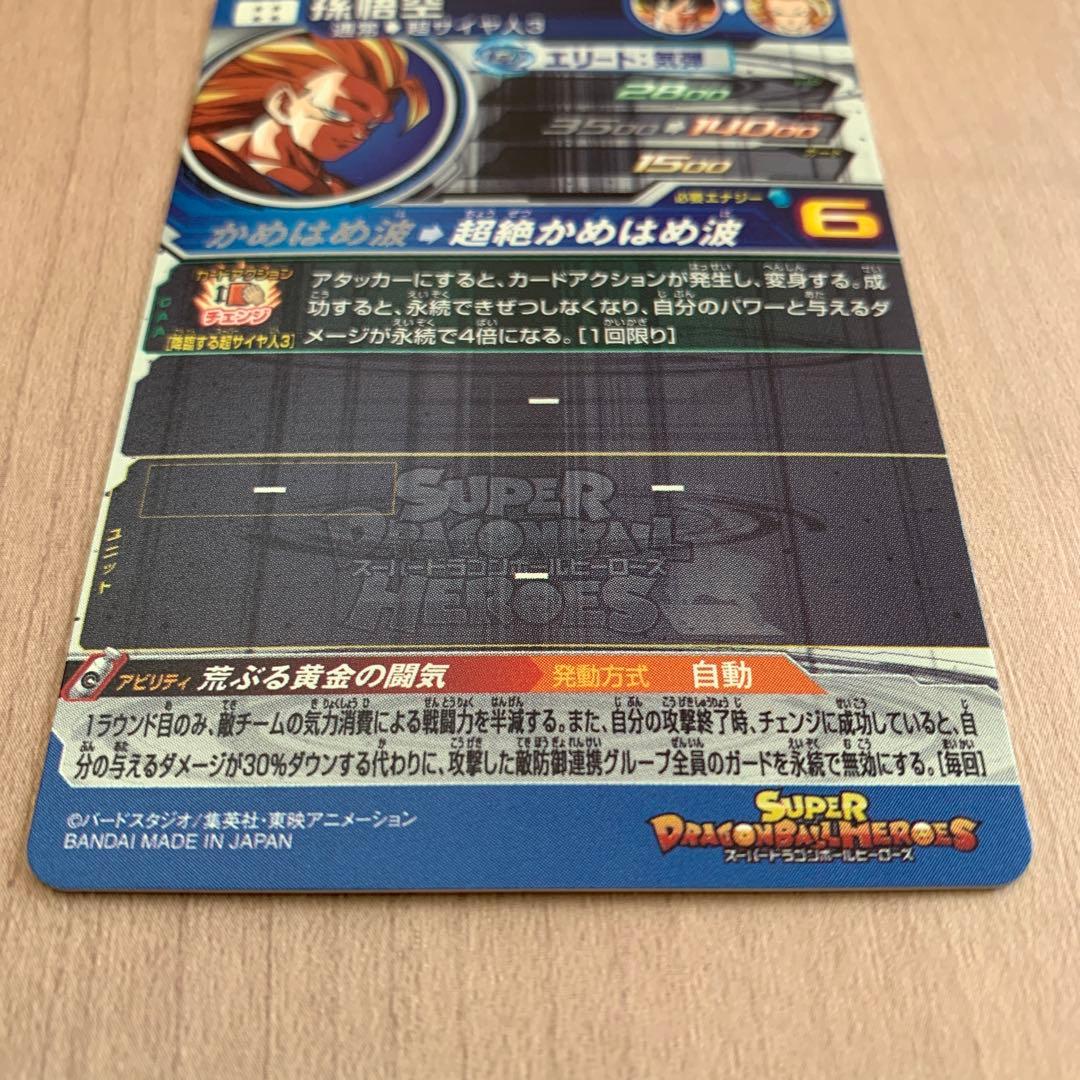 孫悟空
通常◆超サイヤ人3
エリート:気弾
2800
3500➡14000
1500
ガード
必要エナジー
6
かめはめ波➡超絶かめはめ波
カードアクション
チェンジ
[降臨する超サイヤ人3]
CAA
アタッカーにすると、カードアクションが発生し、変身する。成
功すると、永続できぜつしなくなり、自分のパワーと与えるダ
メージが永続で4倍になる。[1回限り]
ー
ユニット
ー
ー
ー
SUPER
DRAGONBALL
スーパードラゴンボールヒーローズ
HEROES
アビリティ 荒ぶる黄金の闘気 発動方式 自動
1ラウンド目のみ、敵チームの気力消費による戦闘力を半減する。また、自分の攻撃終了時、チェンジに成功していると、自
分の与えるダメージが30%ダウンする代わりに、攻撃した敵防御連携グループ全員のガードを永続で無効にする。[毎回]
©バードスタジオ/集英社・東映アニメーション
BANDAI MADE IN JAPAN
SUPER
DRAGONBALL HEROES
スーパードラゴンボールヒーローズ